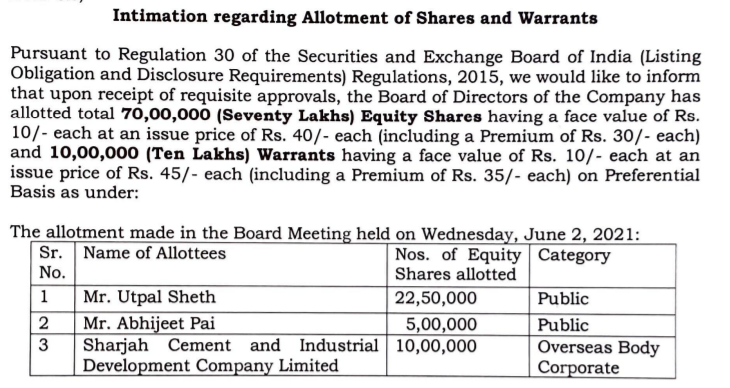 Intimation regarding Allotment of Shares and Warrants
Pursuant to Regulation 30 of the Securities and Exchange Board of India (Listing
Obligation and Disclosure Requirements) Regulations, 2015, we would like to inform
that upon receipt of requisite approvals, the Board of Directors of the Company has
allotted total 70,00,000 (Seventy Lakhs) Equity Shares having a face value of Rs.
10/- each at an issue price of Rs. 40/- each (including a Premium of Rs. 30/- each)
and 10,00,000 (Ten Lakhs) Warrants having a face value of Rs. 10/- each at an
issue price of Rs. 45/- each (including a Premium of Rs. 35/- each) on Preferential
Basis as under:
The allotment made in the Board Meeting held on Wednesday, June 2, 2021:
Sr. Name of Allottees Nos. of Equity Category
No. Shares allotted
1 Mr. Utpal Sheth 22,50,000 Public
2 Mr. Abhijeet Pai 5,00,000 Public
3 Sharjah Cement and Industrial 10,00,000 Overseas Body
Development Company Limited Corporate